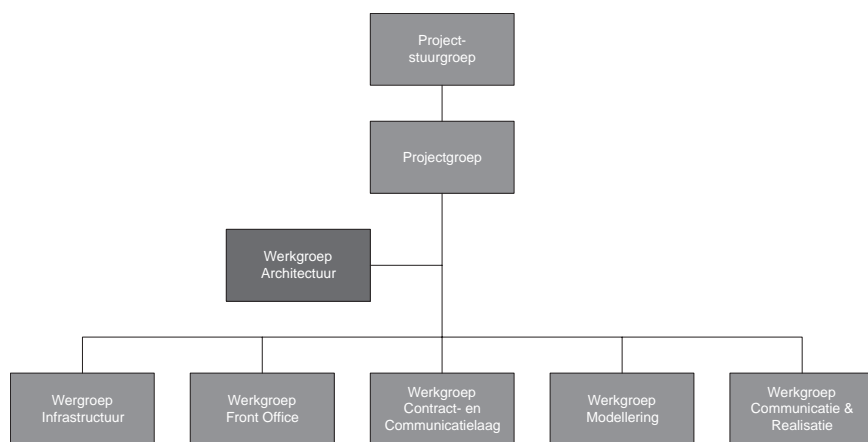 Project-
stuurgroep
Projectgroep
Werkgroep
Architectuur
Wergroep
Infrastructuur
Werkgroep
Front Office
Werkgroep
Contract- en
Communicatielaag
Werkgroep
Modellering
Werkgroep
Communicatie &
Realisatie